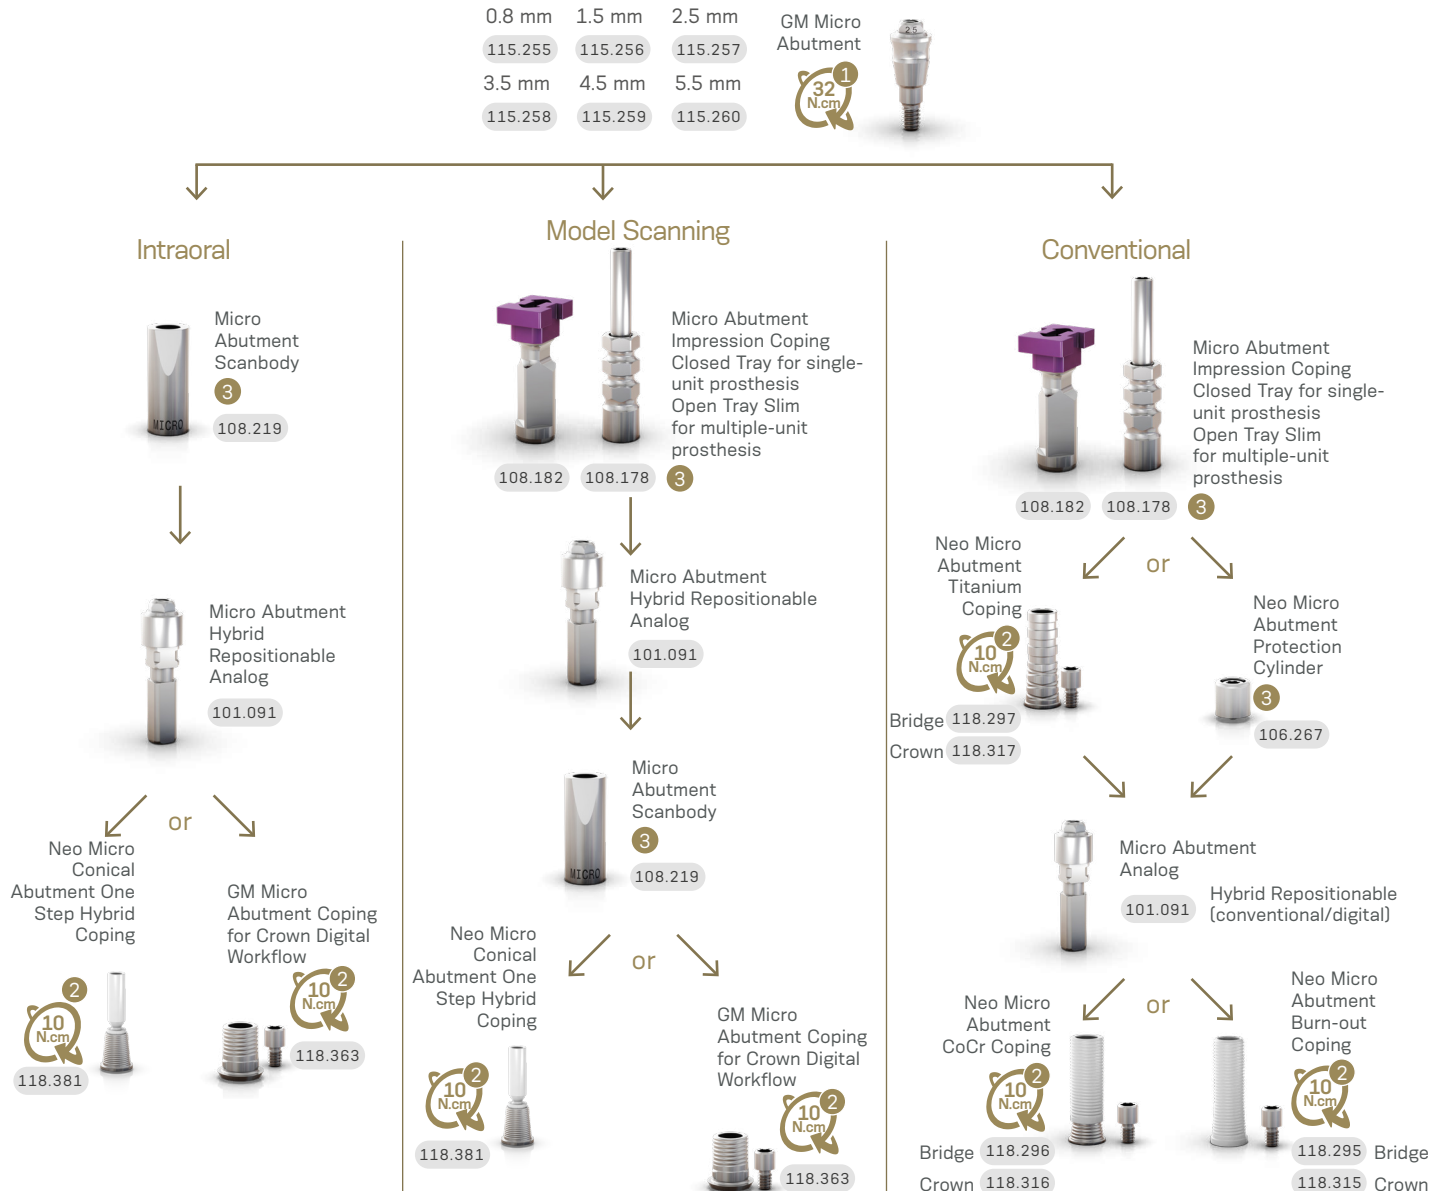 0.8 mm 1.5 mm 2.5 mm
115.255 115.256 115.257
3.5 mm 4.5 mm 5.5 mm
115.258 115.259 115.260
GM Micro
Abutment
32
N.cm
1
2.5
Intraoral
Micro
Abutment
Scanbody
3
108.219
MICRO
Micro Abutment
Hybrid
Repositionable
Analog
101.091
or
Neo Micro
Conical
Abutment One
Step Hybrid
Coping
2
10
N.cm
118.381
GM Micro
Abutment Coping
for Crown Digital
Workflow
2
10
N.cm
118.363
Model Scanning
Micro Abutment
Impression Coping
Closed Tray for single-
unit prosthesis
Open Tray Slim
for multiple-unit
prosthesis
108.182 108.178 3
Micro Abutment
Hybrid Repositionable
Analog
101.091
Micro
Abutment
Scanbody
3
108.219
MICRO
or
Neo Micro
Conical
Abutment One
Step Hybrid
Coping
2
10
N.cm
118.381
GM Micro
Abutment Coping
for Crown Digital
Workflow
2
10
N.cm
118.363
Conventional
Micro Abutment
Impression Coping
Closed Tray for single-
unit prosthesis
Open Tray Slim
for multiple-unit
prosthesis
108.182 108.178 3
or
Neo Micro
Abutment
Titanium
Coping
2
10
N.cm
Bridge 118.297
Crown 118.317
Neo Micro
Abutment
Protection
Cylinder
3
106.267
Micro Abutment
Analog
101.091
Hybrid Repositionable
(conventional/digital)
or
Neo Micro
Abutment
CoCr Coping
2
10
N.cm
Bridge 118.296
Crown 118.316
Neo Micro
Abutment
Burn-out
Coping
2
10
N.cm
118.295 Bridge
118.315 Crown